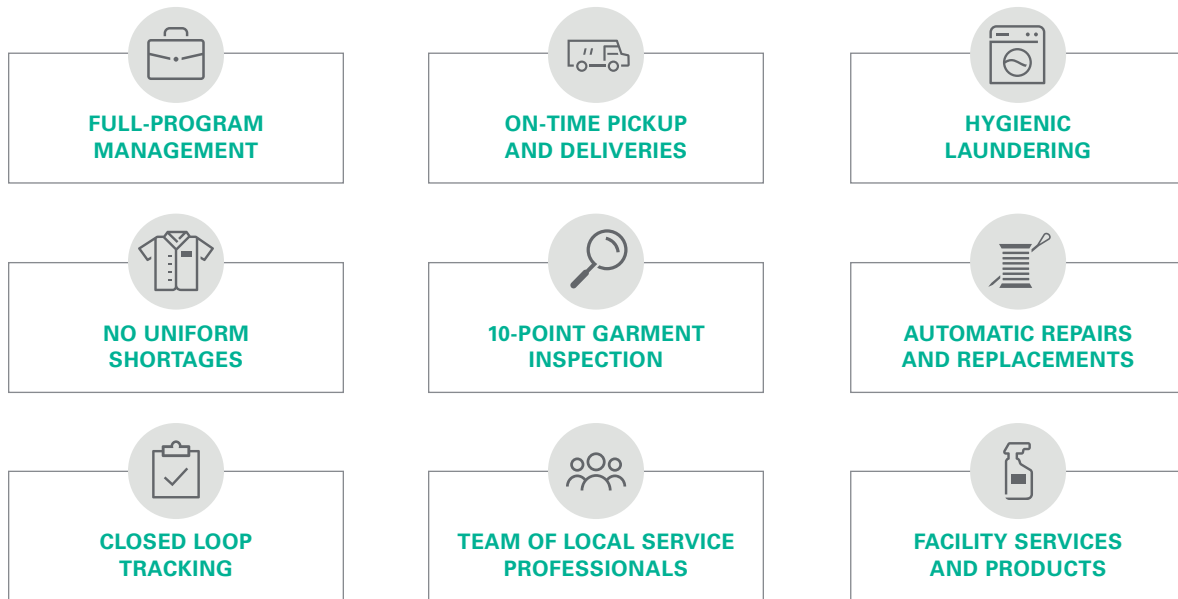 FULL-PROGRAM
MANAGEMENT
ON-TIME PICKUP
AND DELIVERIES
HYGIENIC
LAUNDERING
NO UNIFORM
SHORTAGES
10-POINT GARMENT
INSPECTION
AUTOMATIC REPAIRS
AND REPLACEMENTS
CLOSED LOOP
TRACKING
TEAM OF LOCAL SERVICE
PROFESSIONALS
FACILITY SERVICES
AND PRODUCTS